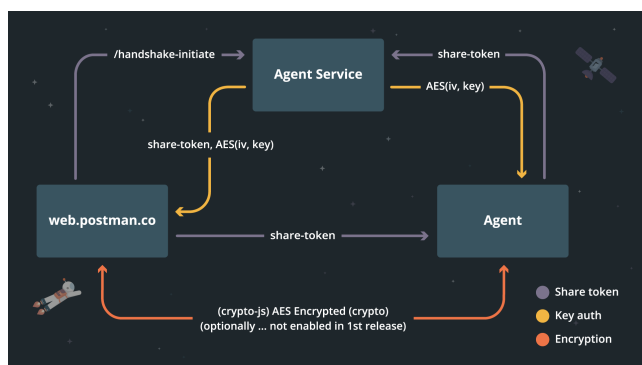 /handshake-initiate
share-token
Agent Service
AES(iv, key)
share-token, AES(iv, key)
web.postman.co
Agent
share-token
(crypto-js) AES Encrypted (crypto)
(optionally ... not enabled in 1st release)
Share token
Key auth
Encryption